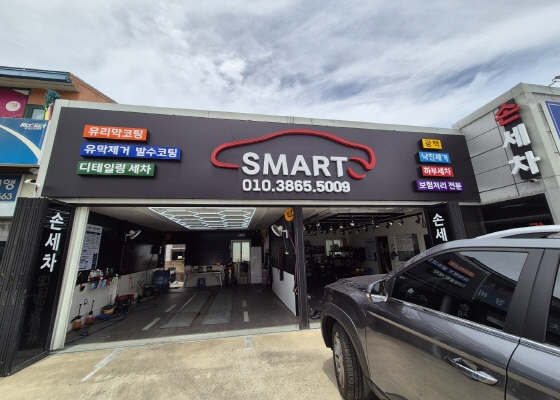 유리막코팅
유막제거 발수코팅
디테일링 세차
SMART
010.3865.5009
광택
낙진제거
하부세차
보험처리 전문
손세차
손세차
손세